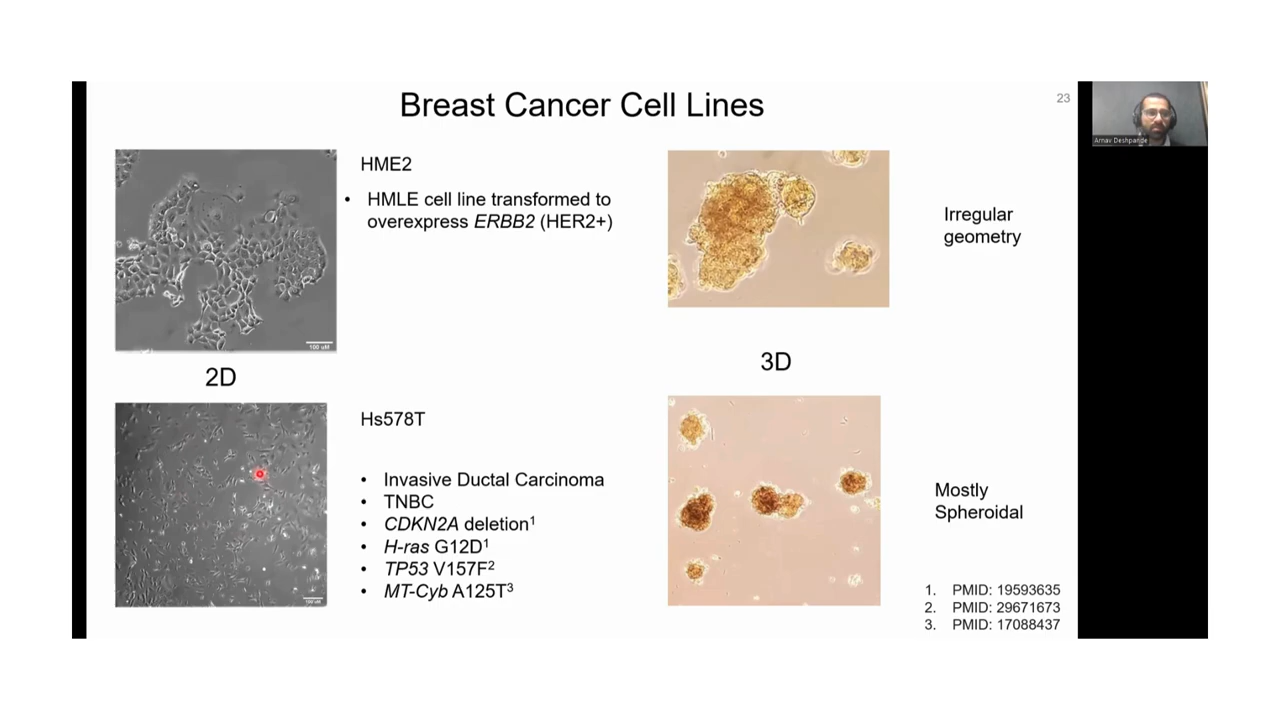 Breast Cancer Cell Lines
23
Arnav Deshpande
HME2
• HMLE cell line transformed to
overexpress ERBB2 (HER2+)
100 uM
Irregular
geometry
2D
3D
Hs578T
• Invasive Ductal Carcinoma
• TNBC
• CDKN2A deletion¹
• H-ras G12D¹
• TP53 V157F²
• MT-Cyb A125T³
Mostly
Spheroidal
1. PMID: 19593635
2. PMID: 29671673
3. PMID: 17088437